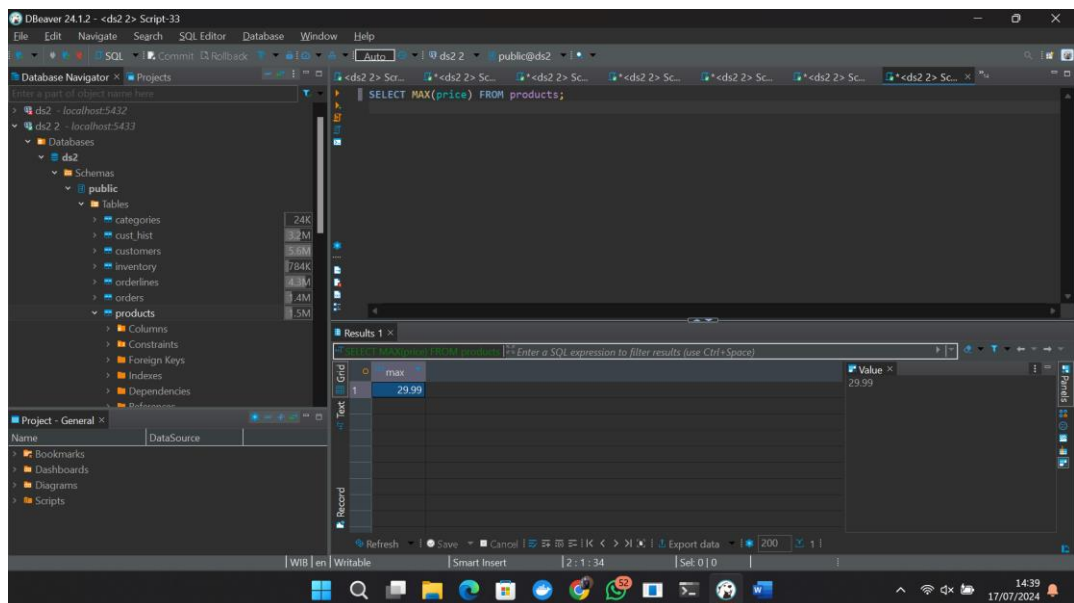 DBeaver 24.1.2 - <ds2 2> Script-33
File Edit Navigate Search SQL Editor Database Window Help
SQL Commit Rollback Auto ds2 2 public@ds2
Database Navigator Projects
<ds2 2> Scr... *<ds2 2> Sc... *<ds2 2> Sc... *<ds2 2> Sc... *<ds2 2> Sc... *<ds2 2> Sc... *<ds2 2> Sc...
Enter a part of object name here
SELECT MAX(price) FROM products;
ds2 - localhost:5432
ds2 2 - localhost:5433
Databases
ds2
Schemas
public
Tables
categories 24K
cust_hist 3.2M
customers 5.6M
inventory 784K
orderlines 4.3M
orders 1.4M
products 1.5M
Columns
Constraints
Foreign Keys
Indexes
Dependencies
References
Results 1
SELECT MAX(price) FROM products Enter a SQL expression to filter results (use Ctrl+Space)
Grid
Text
Record
max
1 29.99
Value
29.99
Panels
Project - General
Name DataSource
Bookmarks
Dashboards
Diagrams
Scripts
Refresh Save Cancel Export data 200 1
WIB en Writable Smart Insert 2 : 1 : 34 Sel: 0 | 0
52
14:39
17/07/2024